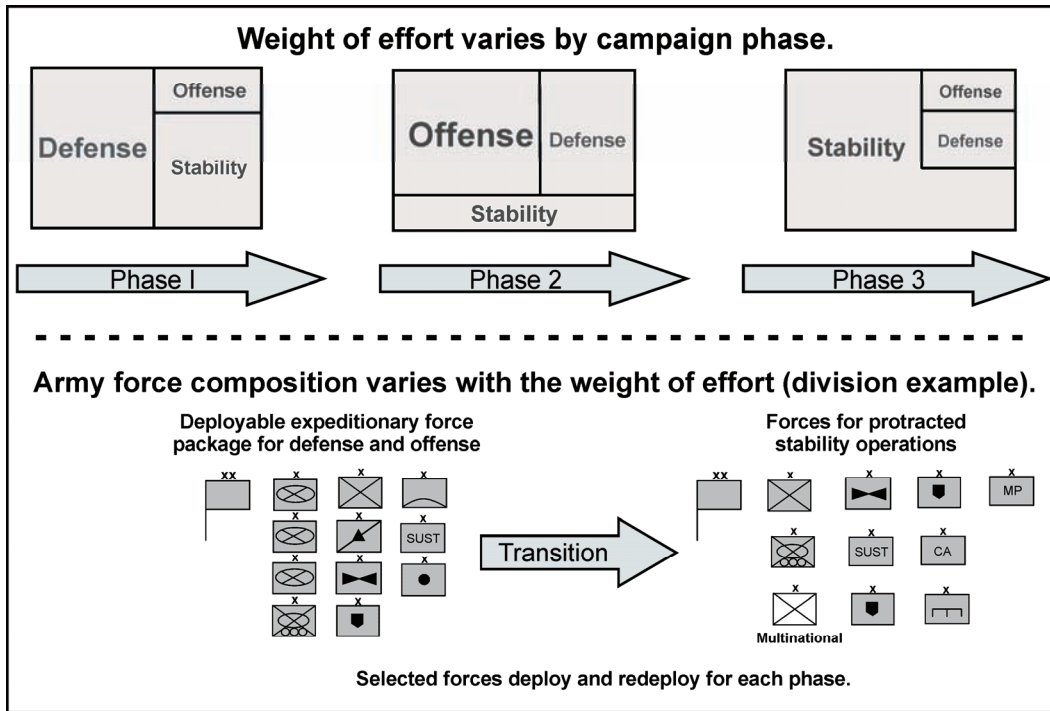 Weight of effort varies by campaign phase.
Defense
Offense
Stability
Offense
Defense
Stability
Stability
Offense
Defense
Phase I
Phase 2
Phase 3
Army force composition varies with the weight of effort (division example).
Deployable expeditionary force
package for defense and offense
Forces for protracted
stability operations
xx
x
x
x
x
x
x
SUST
x
x
x
x
Transition
xx
x
x
x
x
MP
x
x
SUST
x
CA
x
x
x
Multinational
Selected forces deploy and redeploy for each phase.